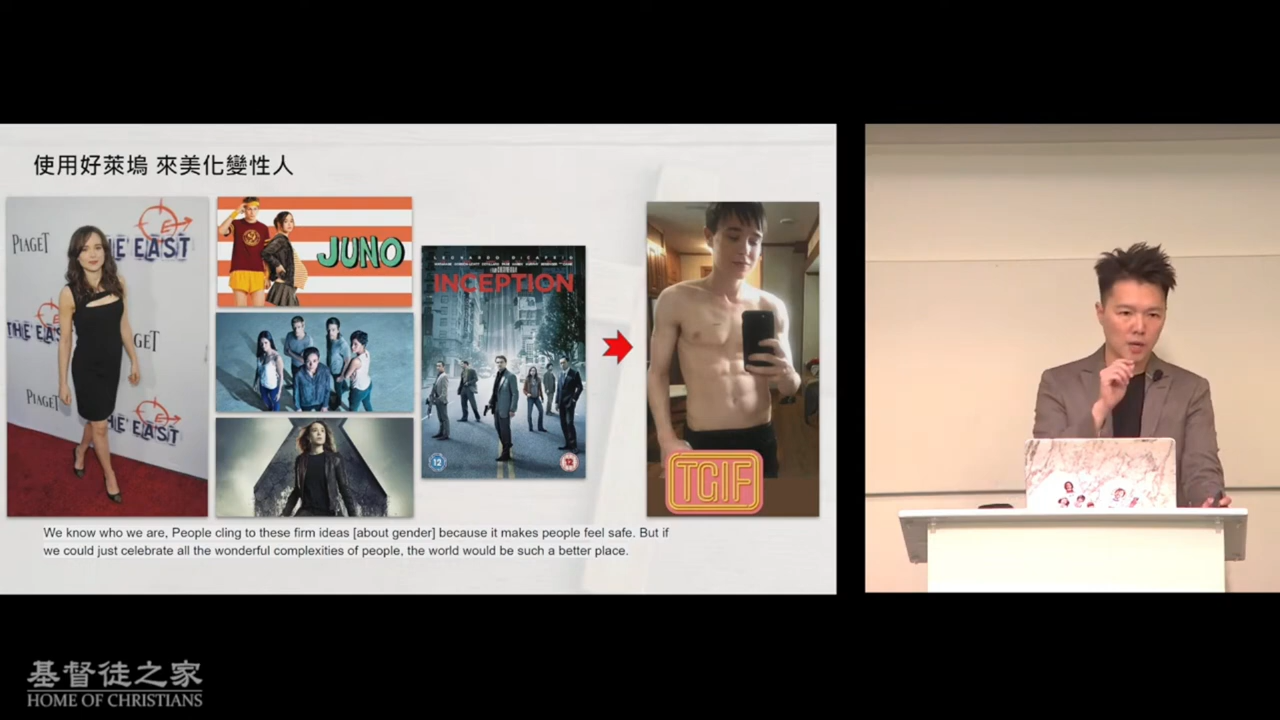 使用好萊塢 來美化變性人
PIAGET
THE EAST
THE EAS
GET
PIAGET
THE EAST
JUNO
LEONARDO DICAPRIO
INCEPTION
12
12
TGIF
We know who we are, People cling to these firm ideas [about gender] because it makes people feel safe. But if
we could just celebrate all the wonderful complexities of people, the world would be such a better place.
基督徒之家
HOME OF CHRISTIANS